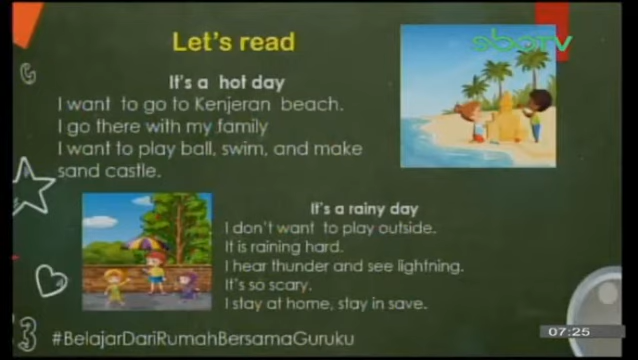 Let's read
sboTV
It's a hot day
I want to go to Kenjeran beach.
I go there with my family
I want to play ball, swim, and make
sand castle.
It's a rainy day
I don't want to play outside.
It is raining hard.
I hear thunder and see lightning.
It's so scary.
I stay at home, stay in save.
07:25
#BelajarDariRumahBersamaGuruku